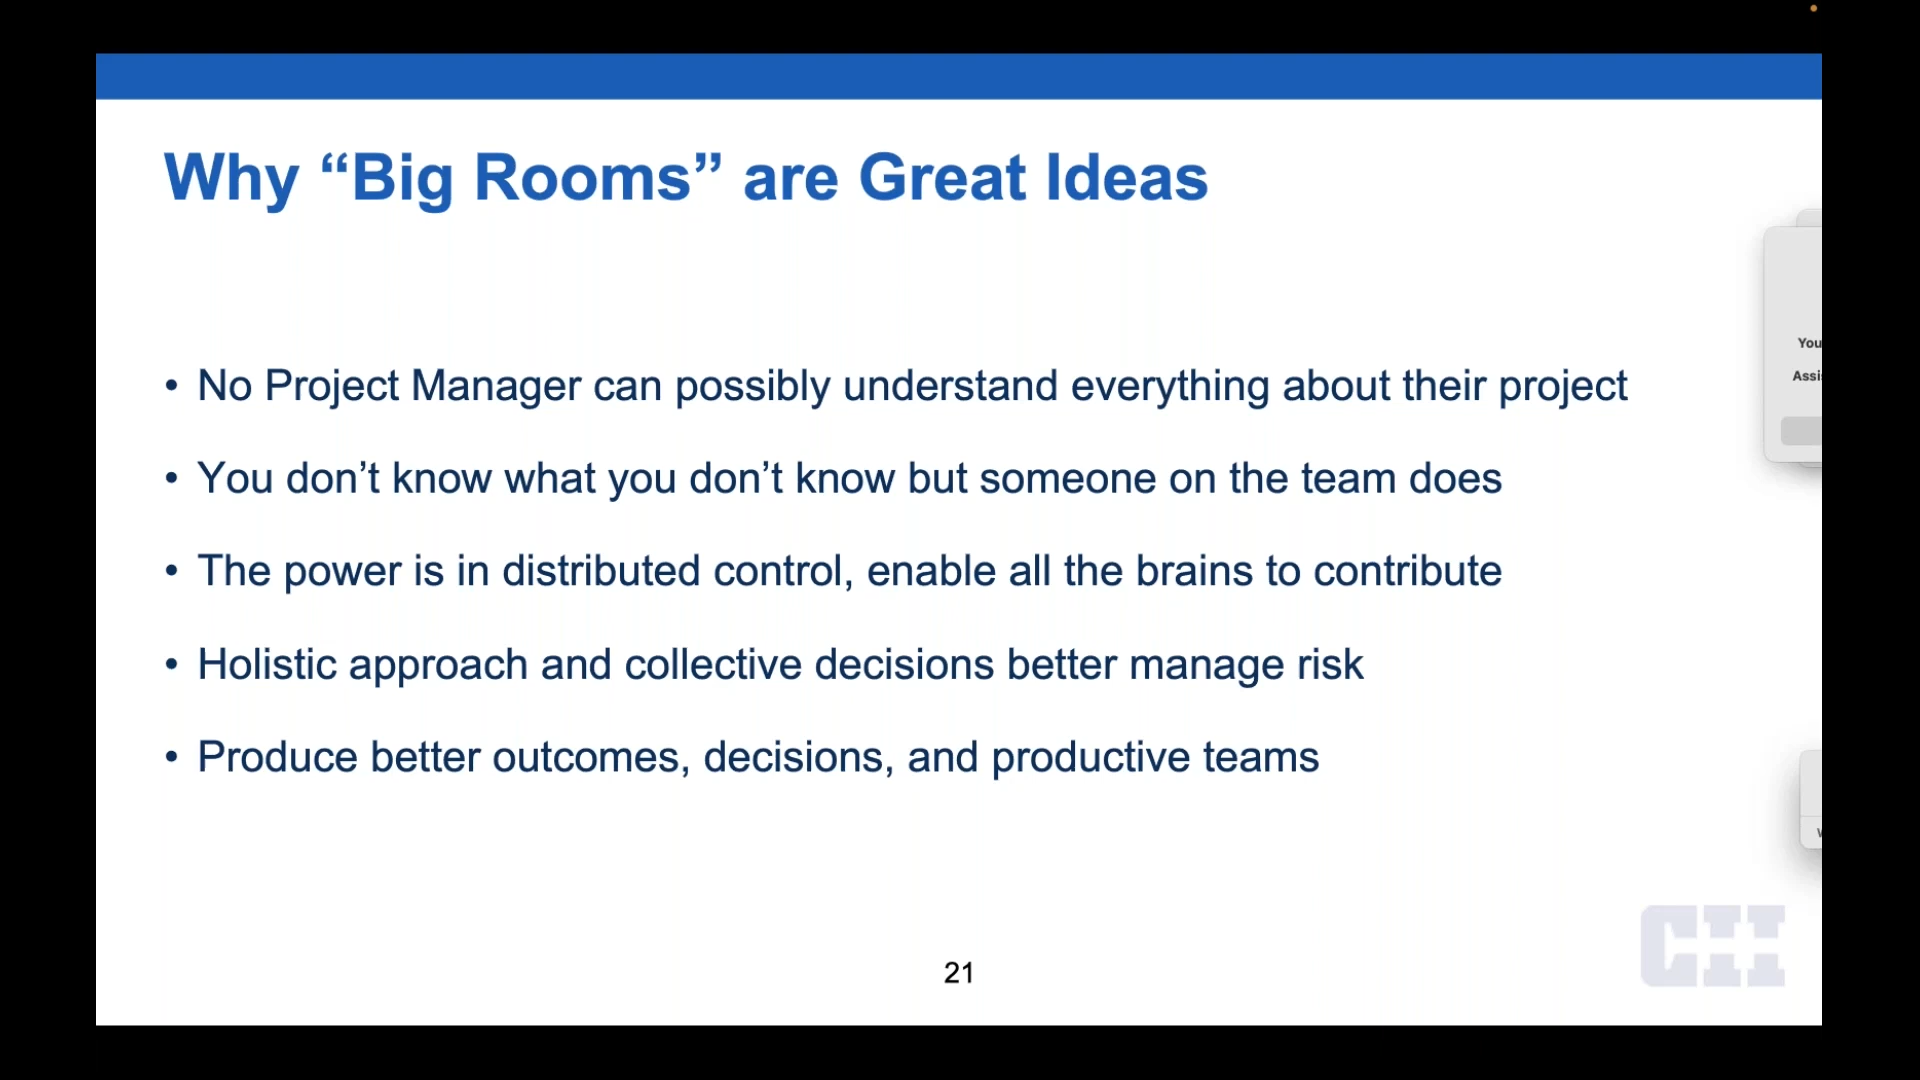 Why “Big Rooms” are Great Ideas
• No Project Manager can possibly understand everything about their project
• You don’t know what you don’t know but someone on the team does
• The power is in distributed control, enable all the brains to contribute
• Holistic approach and collective decisions better manage risk
• Produce better outcomes, decisions, and productive teams
21
CII